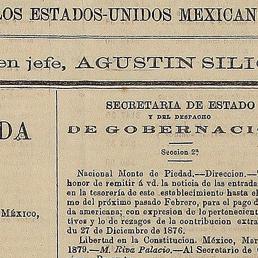 LOS ESTADOS-UNIDOS MEXICAN
en jefe, AGUSTIN SILI
DA
MÉXICO,
SECRETARIA DE ESTADO
Y DEL DESPACHO
DE GOBERNACI
Seccion 2ª
Nacional Monte de Piedad.—Direccion.—
honor de remitir á vd. la noticia de las entrada
en la tesorería de este establecimiento hasta el
mo del próximo pasado Febrero, para el pago d
da americana; con expresion de lo pertenecient
tivos y lo de rezagos de la contribucion extra
del 27 de Diciembre de 1876.
Libertad en la Constitucion. México, Mar
1879.—M. Riva Palacio.—Al Secretario de